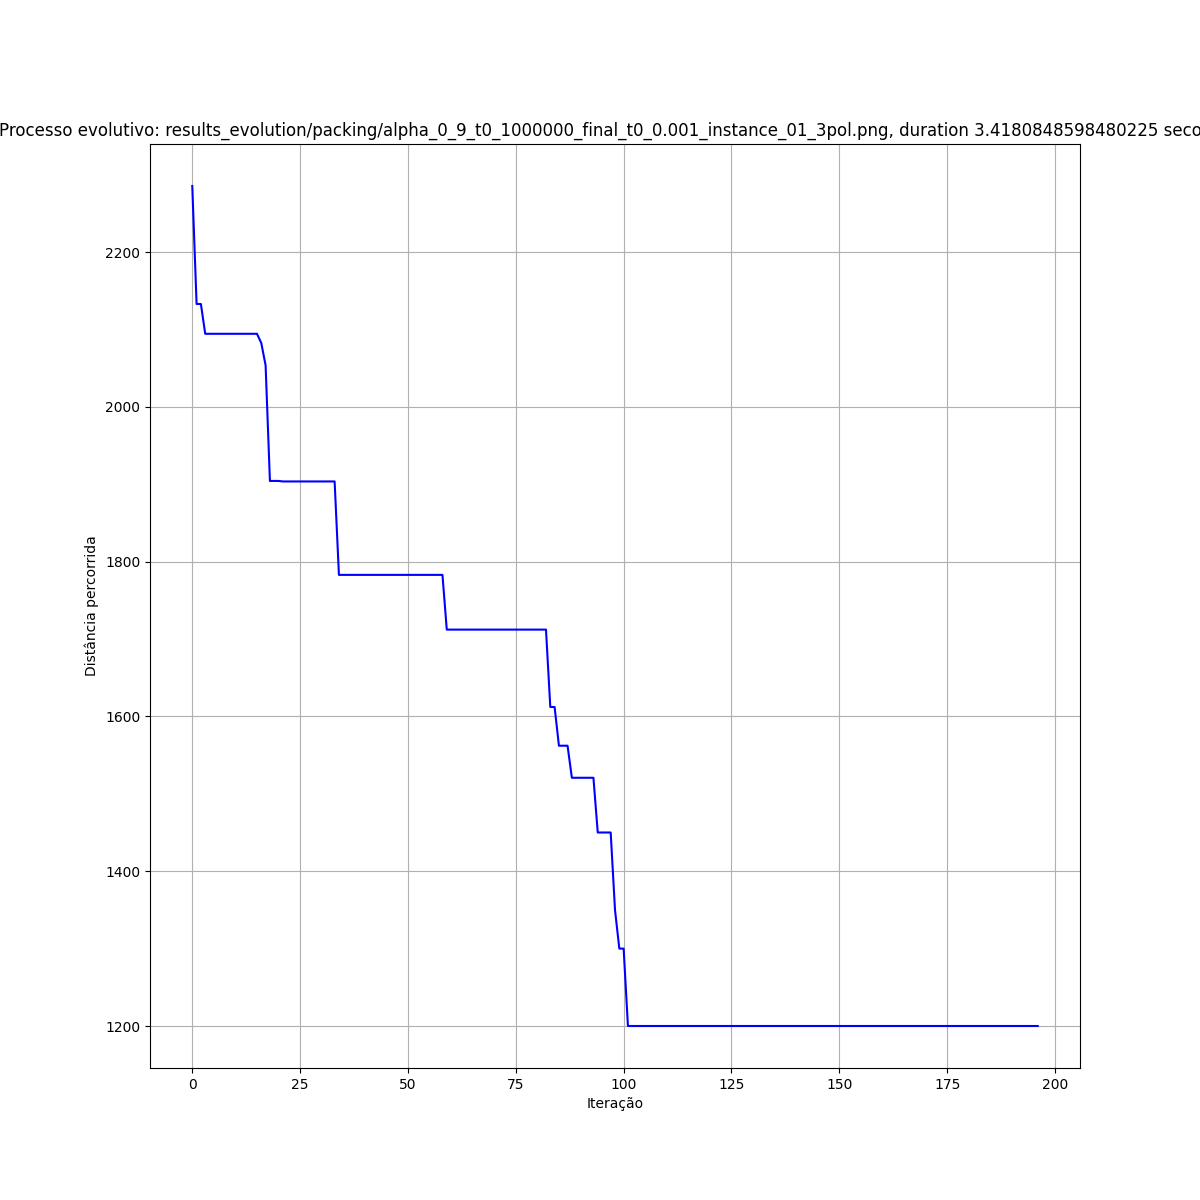 Processo evolutivo: results_evolution/packing/alpha_0_9_t0_1000000_final_t0_0.001_instance_01_3pol.png, duration 3.4180848598480225 seco
2200
2000
1800
1600
1400
1200
Distância percorrida
0 25 50 75 100 125 150 175 200
Iteração